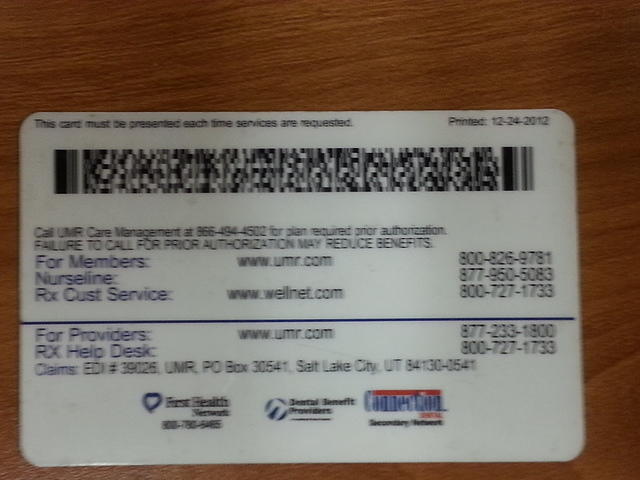 This card must be presented each time services are requested. Printed: 12-24-2012
Call UMR Care Management at 866-494-4502 for plan required prior authorization.
FAILURE TO CALL FOR PRIOR AUTHORIZATION MAY REDUCE BENEFITS.
For Members: www.umr.com 800-826-9781
Nurseline: 877-950-5083
Rx Cust Service: www.wellnet.com 800-727-1733
For Providers: www.umr.com 877-233-1800
RX Help Desk: 800-727-1733
Claims: EDI # 39026, UMR, PO Box 30541, Salt Lake City, UT 84130-0541
First Health Network
Dental Benefit Providers
Connection DENTAL
Secondary Network